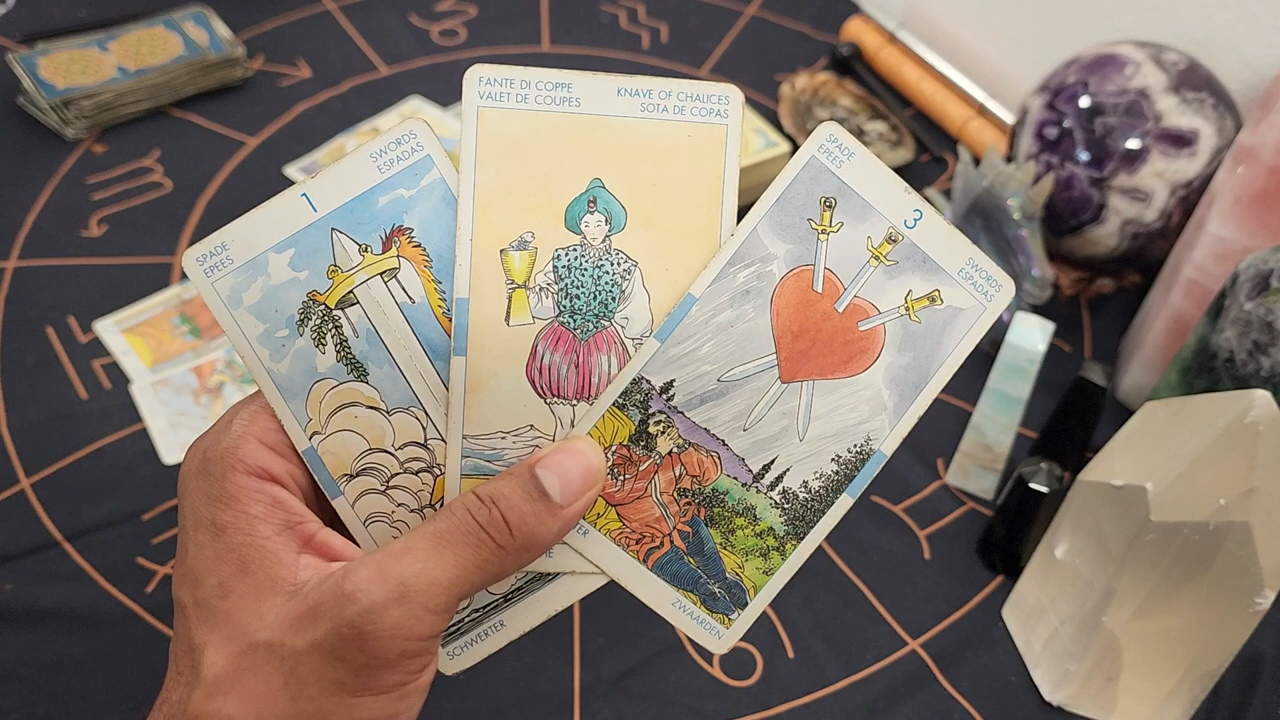 SWORDS
ESPADAS
1
SPADE
EPEES
SCHWERTER
FANTE DI COPPE
VALET DE COUPES
KNAVE OF CHALICES
SOTA DE COPAS
SPADE
EPEES
3
SWORDS
ESPADAS
ZWAARDEN